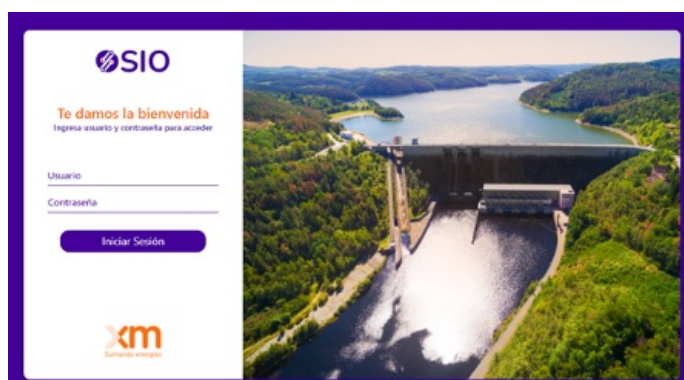 SIO
Te damos la bienvenida
Ingresa usuario y contraseña para acceder
Usuario
Contraseña
Iniciar Sesión
xm
Sumando energías